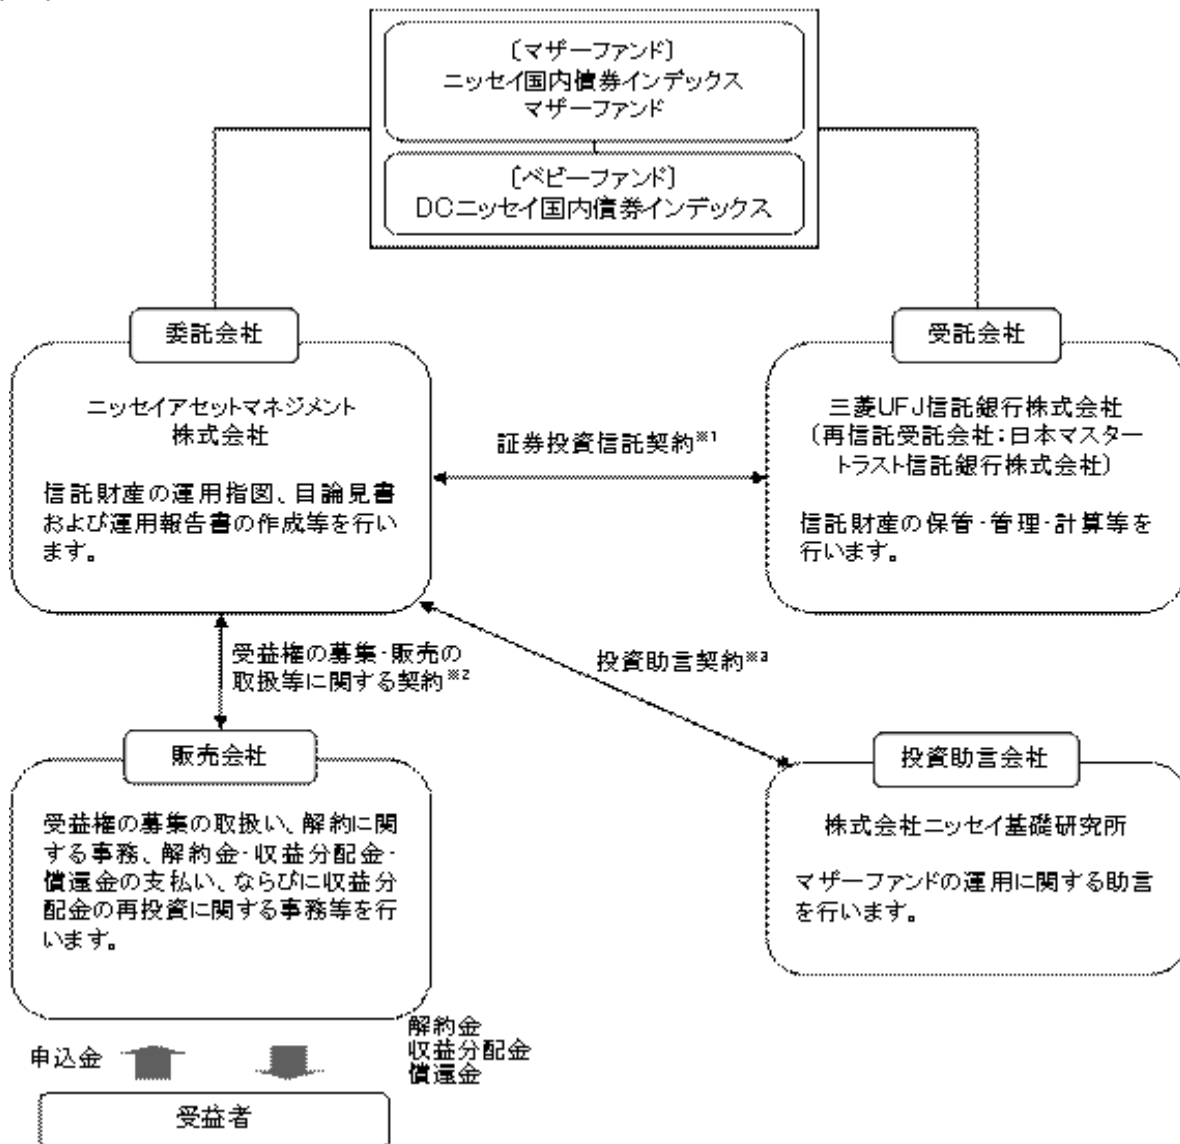 〔マザーファンド〕
ニッセイ国内債券インデックス
マザーファンド
〔ベビーファンド〕
DCニッセイ国内債券インデックス
委託会社
ニッセイアセットマネジメント
株式会社
信託財産の運用指図、目論見書
および運用報告書の作成等を行い
ます。
証券投資信託契約※1
受託会社
三菱UFJ信託銀行株式会社
〔再信託受託会社：日本マスター
トラスト信託銀行株式会社〕
信託財産の保管・管理・計算等を
行います。
受益権の募集・販売の
取扱等に関する契約※2
投資助言契約※3
販売会社
受益権の募集の取扱い、解約に関
する事務、解約金・収益分配金・
償還金の支払い、ならびに収益分
配金の再投資に関する事務等を行
います。
投資助言会社
株式会社ニッセイ基礎研究所
マザーファンドの運用に関する助言
を行います。
申込金
解約金
収益分配金
償還金
受益者